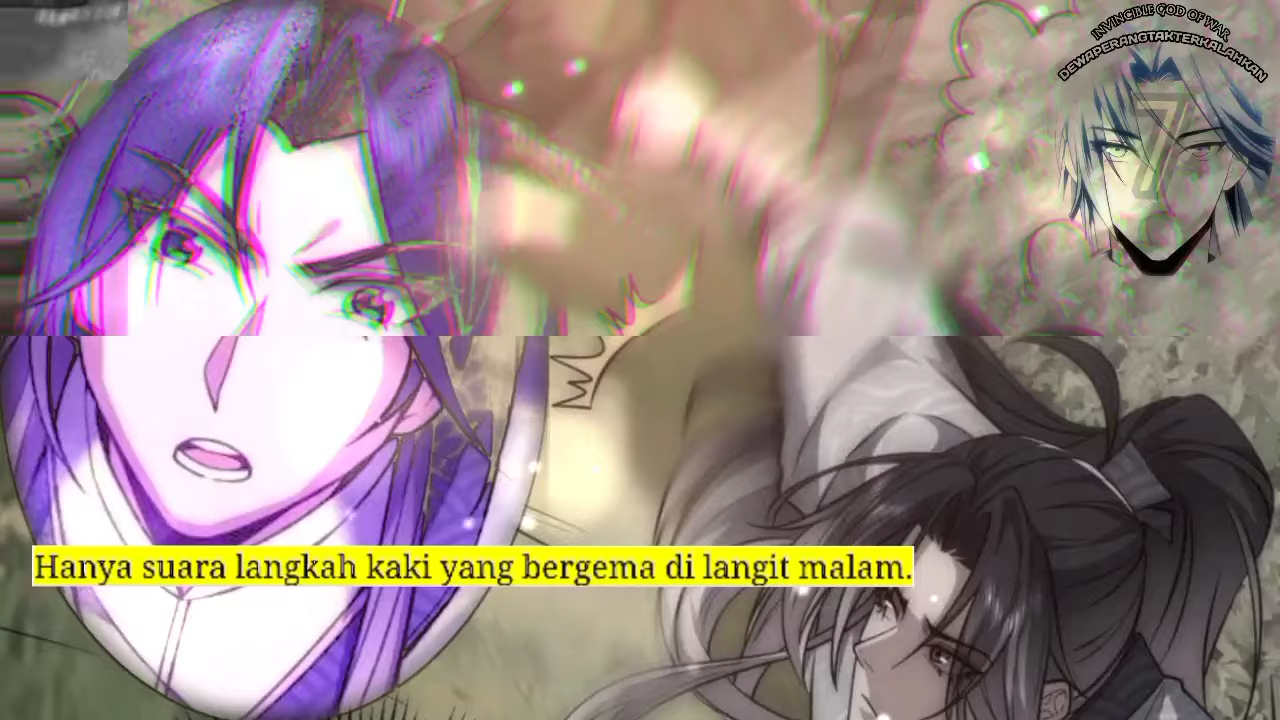 INVINCIBLE GOD OF WAR
DEWAPERANGTAKTERKALAHKAN
Hanya suara langkah kaki yang bergema di langit malam.